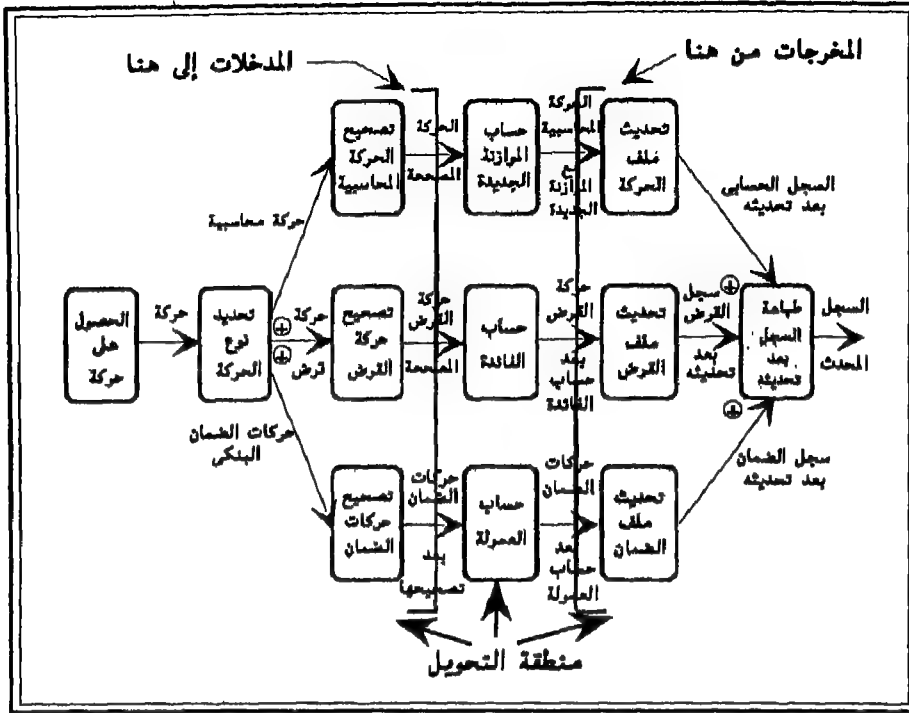 المخرجات من هنا
المدخلات إلى هنا
تصحيح
الحركة
المحاسبية
الحركة
المصححة
حساب
الموازنة
الجديدة
الحركة
المحاسبية
مع
الموازنة
الجديدة
تحديث
ملف
الحركة
السجل الحسابى
بعد تحديثه
حركة محاسبية
الحصول
على
حركة
حركة
تحديد
نوع
الحركة
حركة
قرض
تصحيح
حركة
القرض
حركة
القرض
المصححة
حساب
الفائدة
حركة
القرض
بعد
حساب
الفائدة
تحديث
ملف
القرض
سجل
القرض
بعد
تحديثه
طباعة
السجل
بعد
تحديثه
السجل
المحدث
حركات الضمان
البنكى
تصحيح
حركات
الضمان
حركات
الضمان
بعد
تصحيحها
حساب
العمولة
حركات
الضمان
بعد
حساب
العمولة
تحديث
ملف
الضمان
سجل الضمان
بعد تحديثه
منطقة التحويل